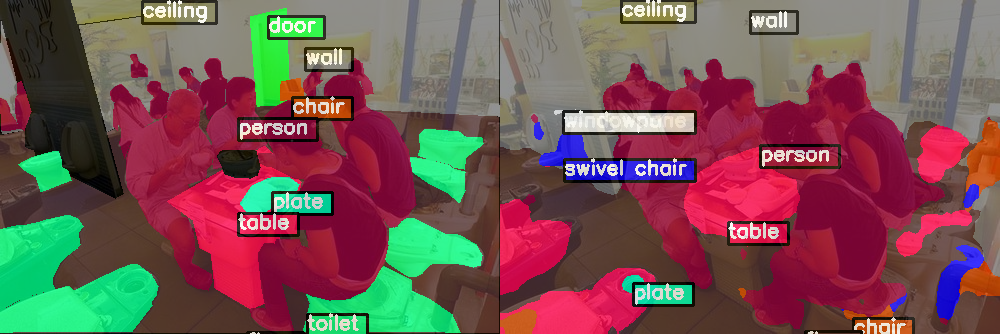 ceiling
door
wall
chair
person
plate
table
toilet
ceiling
wall
windowpane
swivel chair
person
table
plate
chair